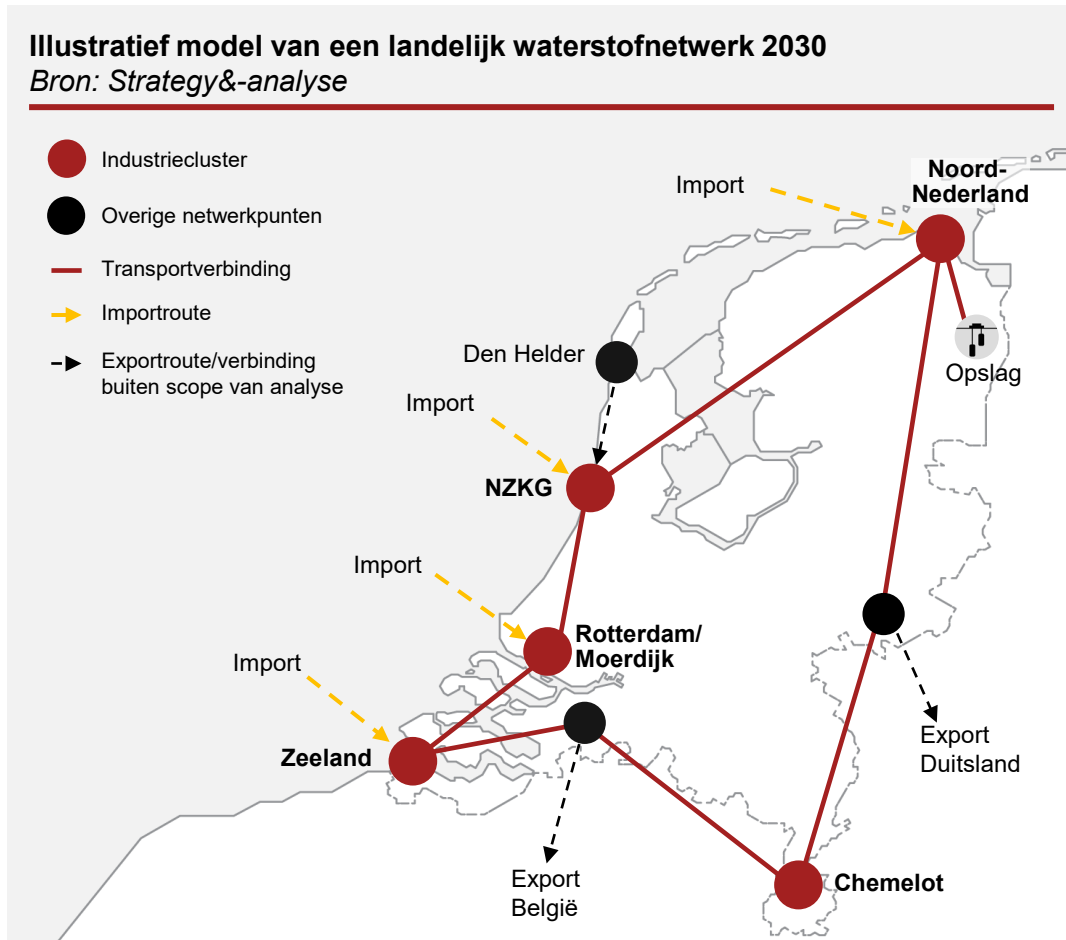 Illustratief model van een landelijk waterstofnetwerk 2030
Bron: Strategy&-analyse
Industriecluster
Overige netwerkpunten
Transportverbinding
Importroute
Exportroute/verbinding
buiten scope van analyse
Noord-
Nederland
Import
Opslag
Den Helder
Import
NZKG
Import
Rotterdam/
Moerdijk
Import
Zeeland
Export
Duitsland
Export
België
Chemelot